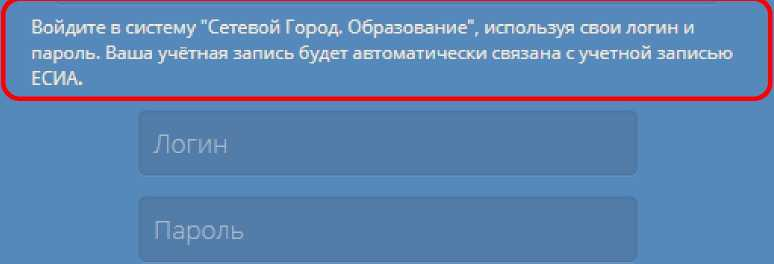 Войдите в систему "Сетевой Город. Образование", используя свои логин и
пароль. Ваша учётная запись будет автоматически связана с учетной записью
ЕСИА.
Логин
Пароль